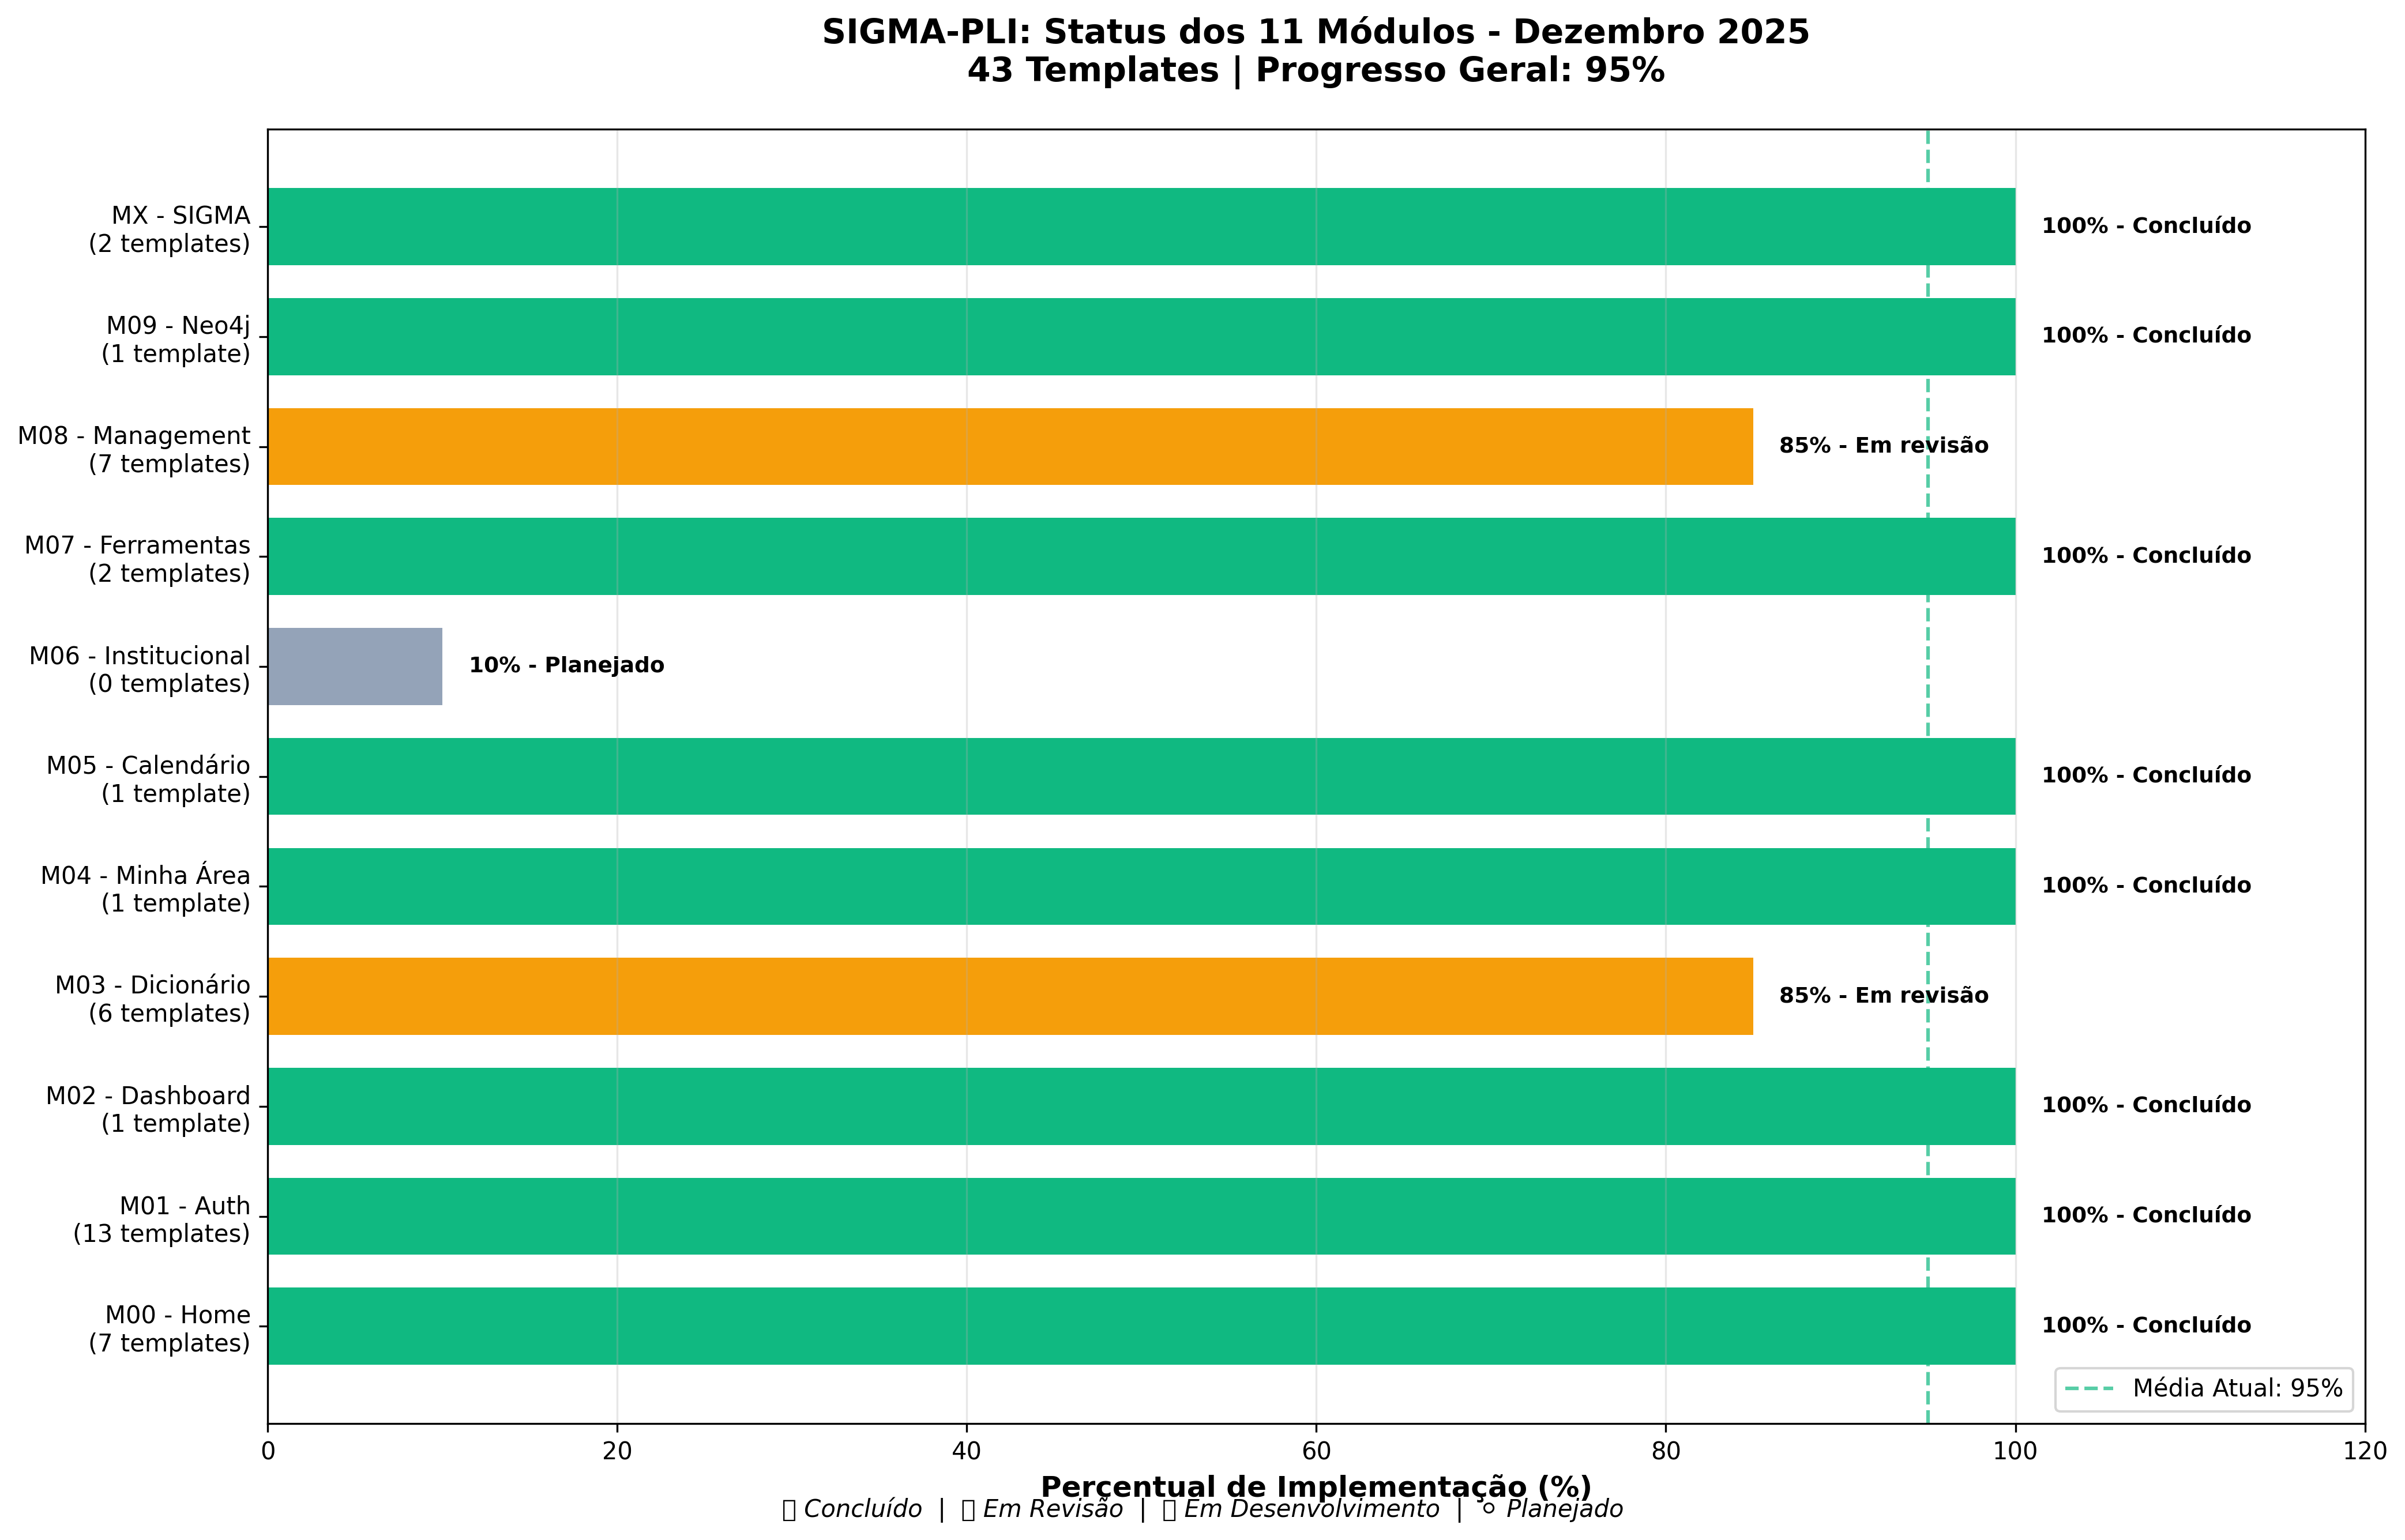 SIGMA-PLI: Status dos 11 Módulos - Dezembro 2025
43 Templates | Progresso Geral: 95%
MX - SIGMA
(2 templates)
100% - Concluído
M09 - Neo4j
(1 template)
100% - Concluído
M08 - Management
(7 templates)
85% - Em revisão
M07 - Ferramentas
(2 templates)
100% - Concluído
M06 - Institucional
(0 templates)
10% - Planejado
M05 - Calendário
(1 template)
100% - Concluído
M04 - Minha Área
(1 template)
100% - Concluído
M03 - Dicionário
(6 templates)
85% - Em revisão
M02 - Dashboard
(1 template)
100% - Concluído
M01 - Auth
(13 templates)
100% - Concluído
M00 - Home
(7 templates)
100% - Concluído
Média Atual: 95%
0 20 40 60 80 100 120
Percentual de Implementação (%)
▯ Concluído | ▯ Em Revisão | ▯ Em Desenvolvimento | ⚪ Planejado